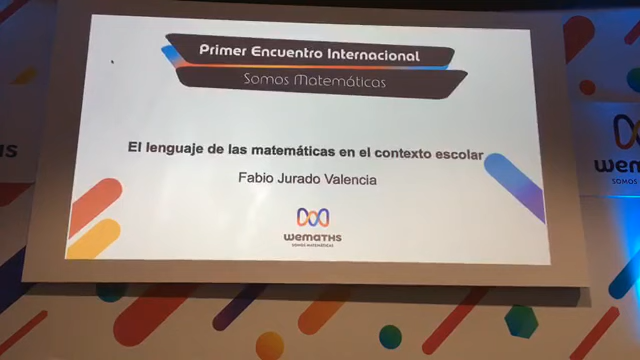 Primer Encuentro Internacional
Somos Matemáticas
El lenguaje de las matemáticas en el contexto escolar
Fabio Jurado Valencia
wemaths
SOMOS MATEMÁTICAS
wem
SOMOS